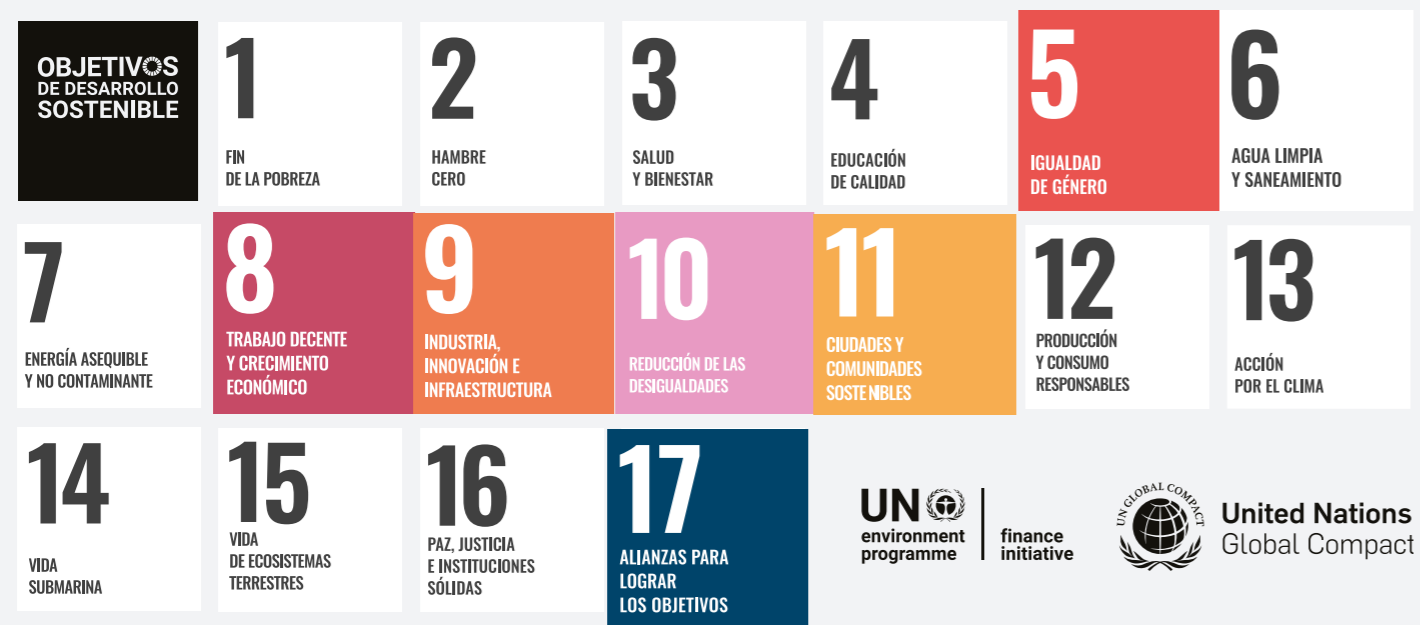 OBJETIVOS
DE DESARROLLO
SOSTENIBLE
1
FIN
DE LA POBREZA
2
HAMBRE
CERO
3
SALUD
Y BIENESTAR
4
EDUCACIÓN
DE CALIDAD
5
IGUALDAD
DE GÉNERO
6
AGUA LIMPIA
Y SANEAMIENTO
7
ENERGÍA ASEQUIBLE
Y NO CONTAMINANTE
8
TRABAJO DECENTE
Y CRECIMIENTO
ECONÓMICO
9
INDUSTRIA,
INNOVACIÓN E
INFRAESTRUCTURA
10
REDUCCIÓN DE LAS
DESIGUALDADES
11
CIUDADES Y
COMUNIDADES
SOSTE NIBLES
12
PRODUCCIÓN
Y CONSUMO
RESPONSABLES
13
ACCIÓN
POR EL CLIMA
14
VIDA
SUBMARINA
15
VIDA
DE ECOSISTEMAS
TERRESTRES
16
PAZ, JUSTICIA
E INSTITUCIONES
SÓLIDAS
17
ALIANZAS PARA
LOGRAR
LOS OBJETIVOS
UN
environment
programme
finance
initiative
UN GLOBAL COMPACT
United Nations
Global Compact